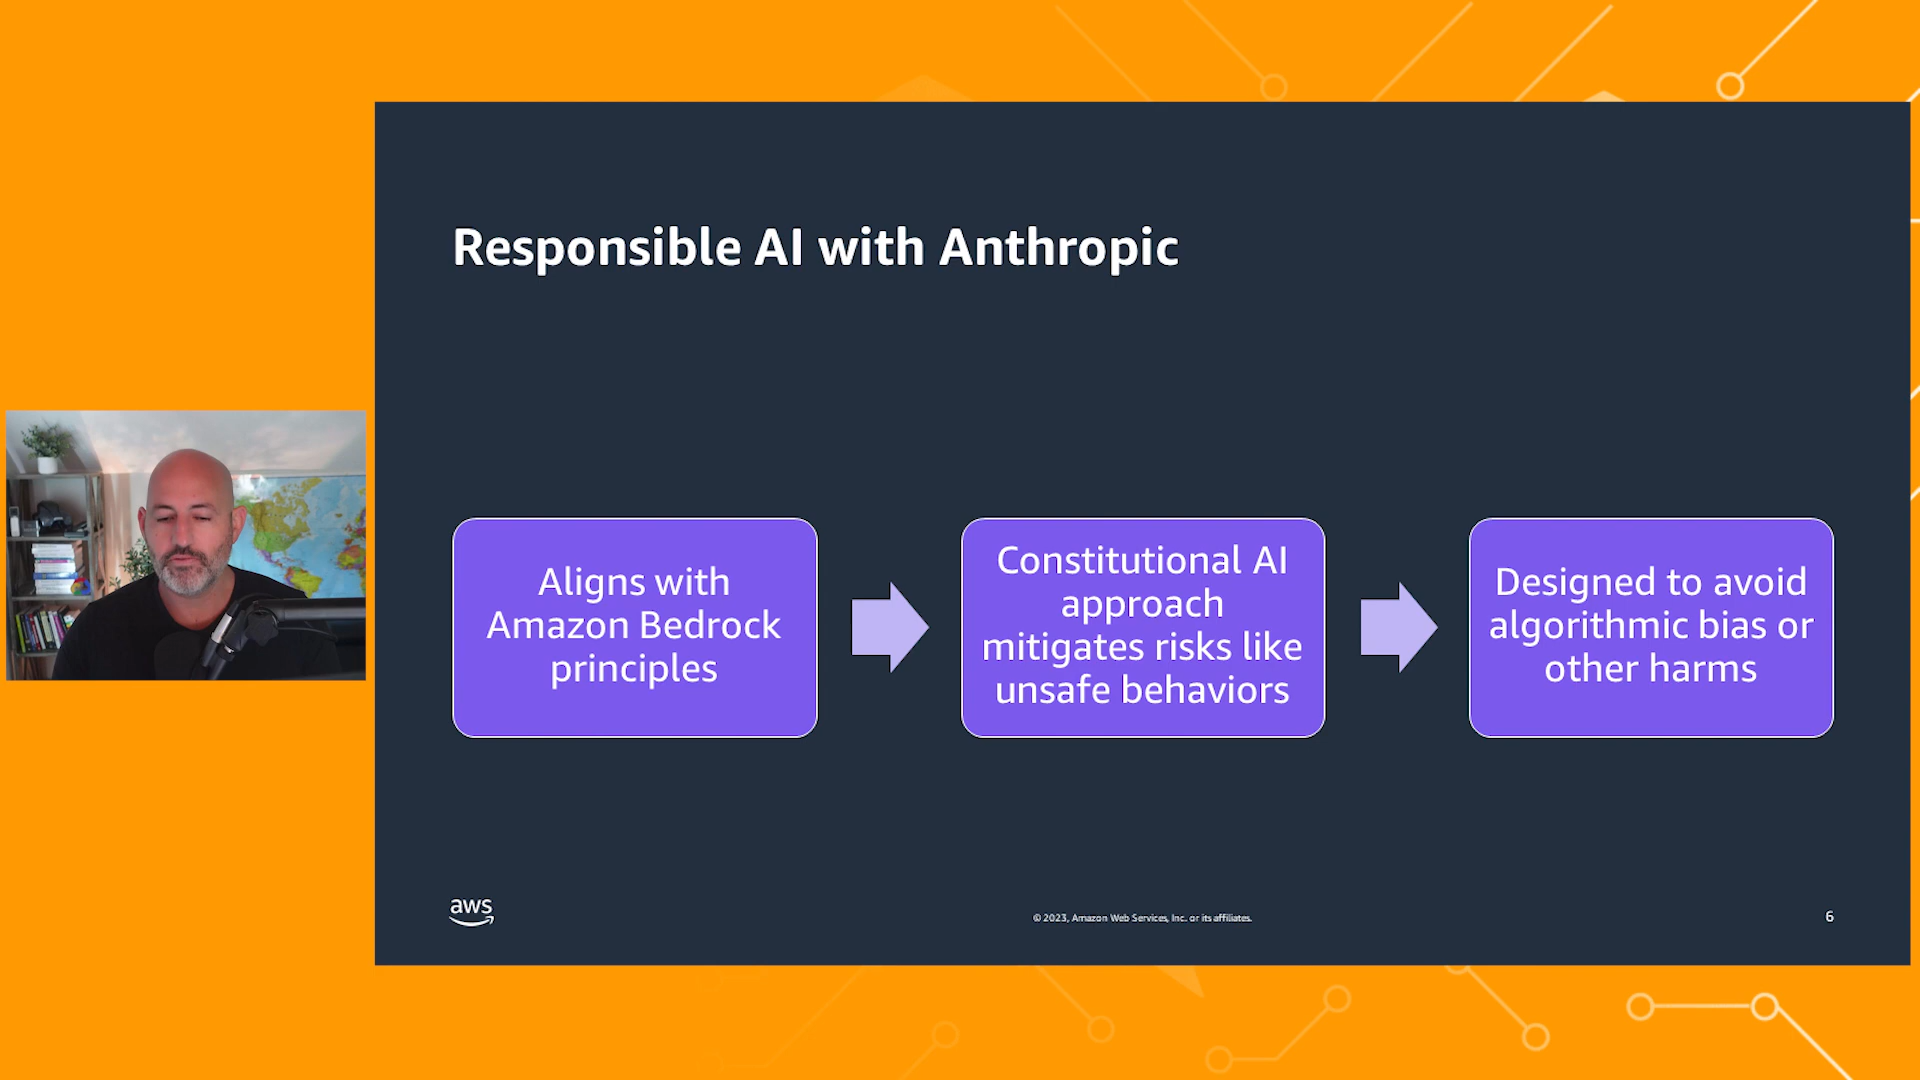 Responsible AI with Anthropic
Aligns with
Amazon Bedrock
principles
Constitutional AI
approach
mitigates risks like
unsafe behaviors
Designed to avoid
algorithmic bias or
other harms
aws
© 2023, Amazon Web Services, Inc. or its affiliates.
6